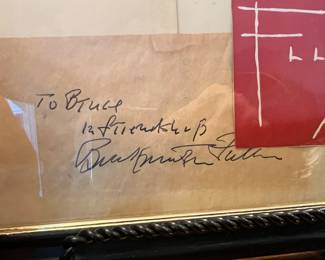 To Bruce
in friendship
Buckminster Fuller